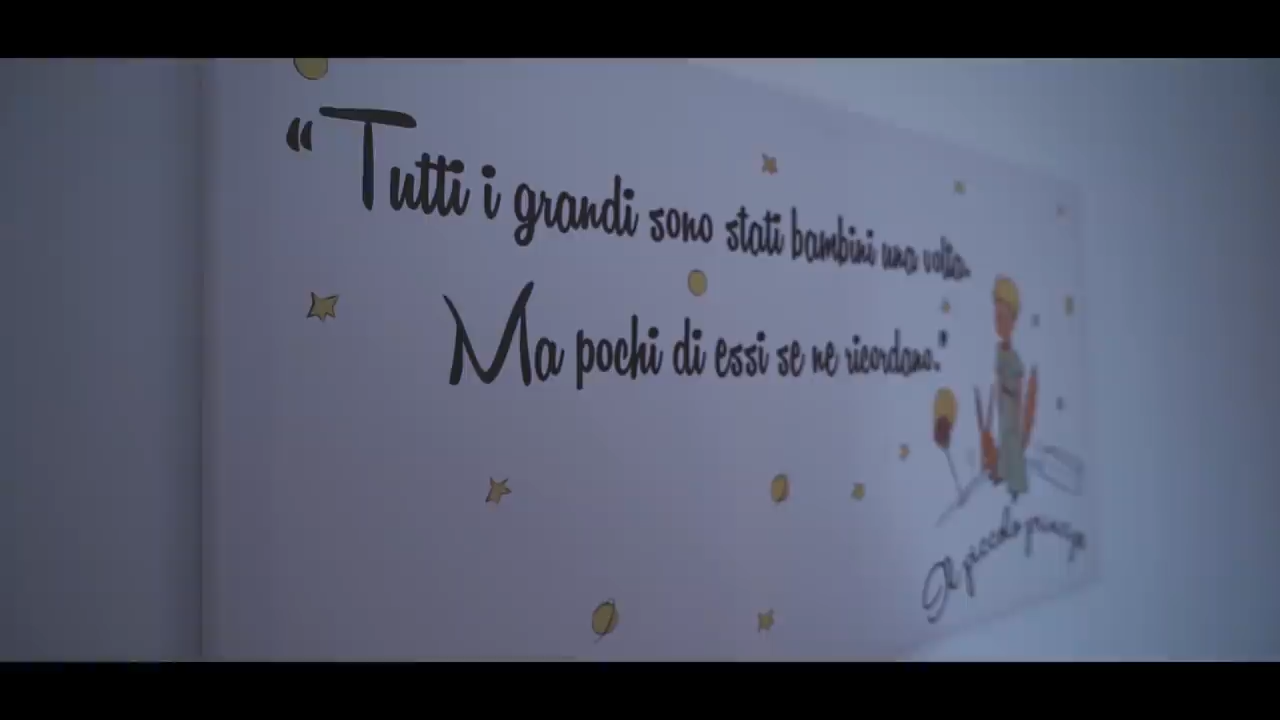 “Tutti i grandi sono stati bambini una volta.
Ma pochi di essi se ne ricordano.”
Il piccolo principe